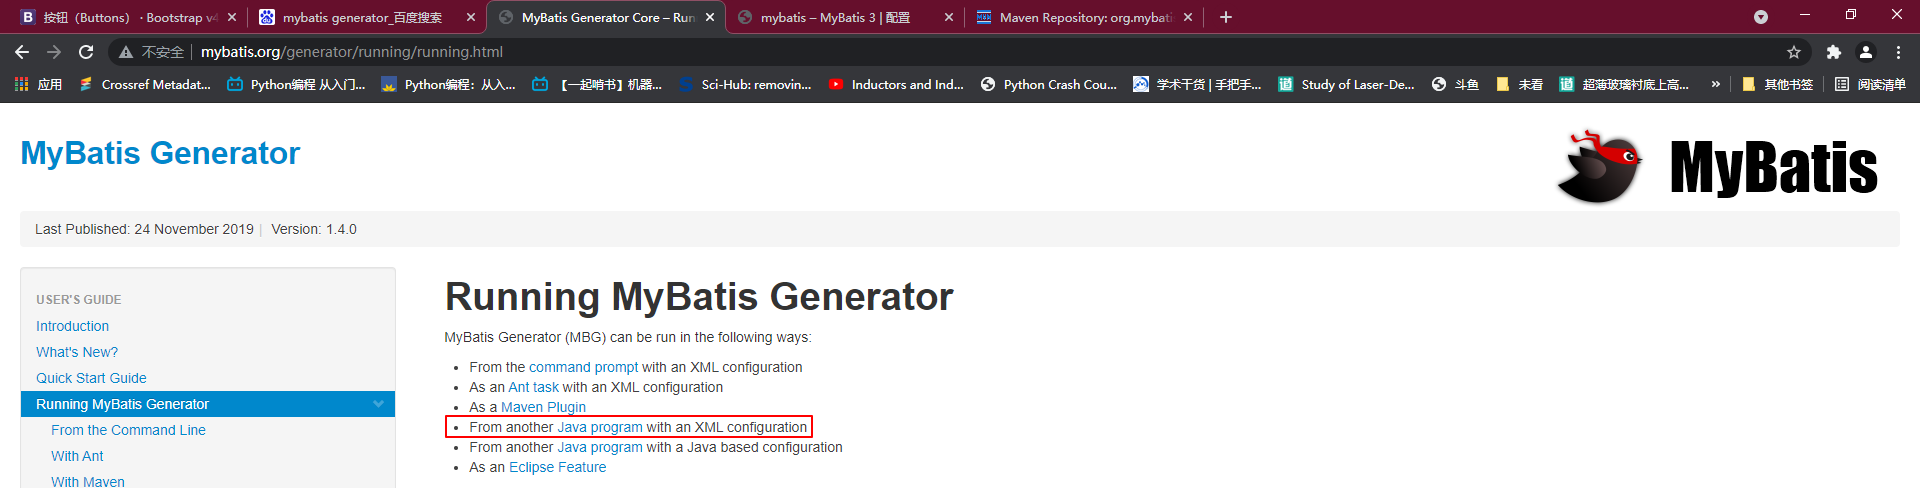 按钮（Buttons） · Bootstrap v4
mybatis generator_百度搜索
MyBatis Generator Core – Run
mybatis – MyBatis 3 | 配置
Maven Repository: org.mybati
不安全 | mybatis.org/generator/running/running.html
应用
Crossref Metadat...
Python编程 从入门...
Python编程：从入...
【一起啃书】机器...
Sci-Hub: removin...
Inductors and Ind...
Python Crash Cou...
学术干货 | 手把手...
Study of Laser-De...
斗鱼
未看
超薄玻璃衬底上高...
»
其他书签
阅读清单
MyBatis Generator
MyBatis
Last Published: 24 November 2019 | Version: 1.4.0
USER'S GUIDE
Introduction
What's New?
Quick Start Guide
Running MyBatis Generator
From the Command Line
With Ant
With Maven
Running MyBatis Generator
MyBatis Generator (MBG) can be run in the following ways:
• From the command prompt with an XML configuration
• As an Ant task with an XML configuration
• As a Maven Plugin
• From another Java program with an XML configuration
• From another Java program with a Java based configuration
• As an Eclipse Feature